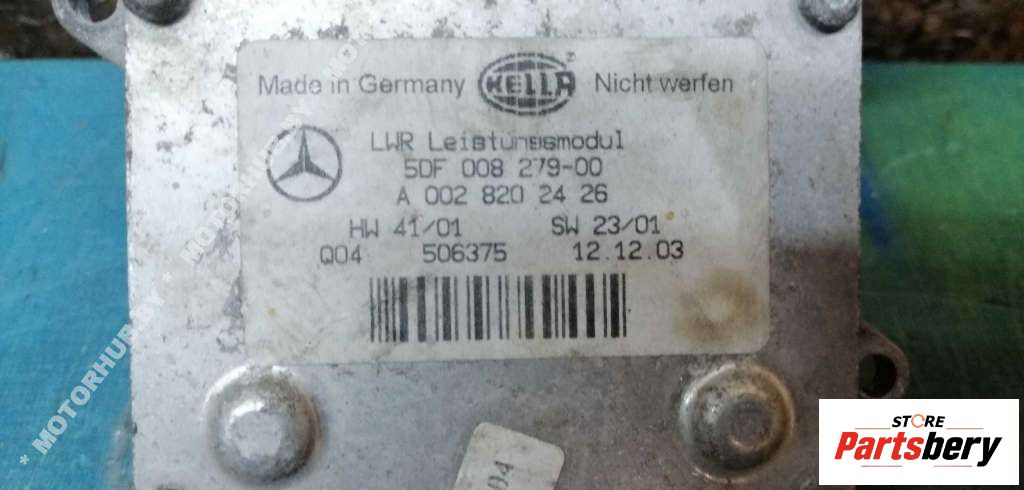 Made in Germany HELLA Nicht werfen
LWR Leistungsmodul
5DF 008 279-00
A 002 820 24 26
HW 41/01 SW 23/01
Q04 506375 12.12.03
04
* MOTORHUB
STORE
Partsbery